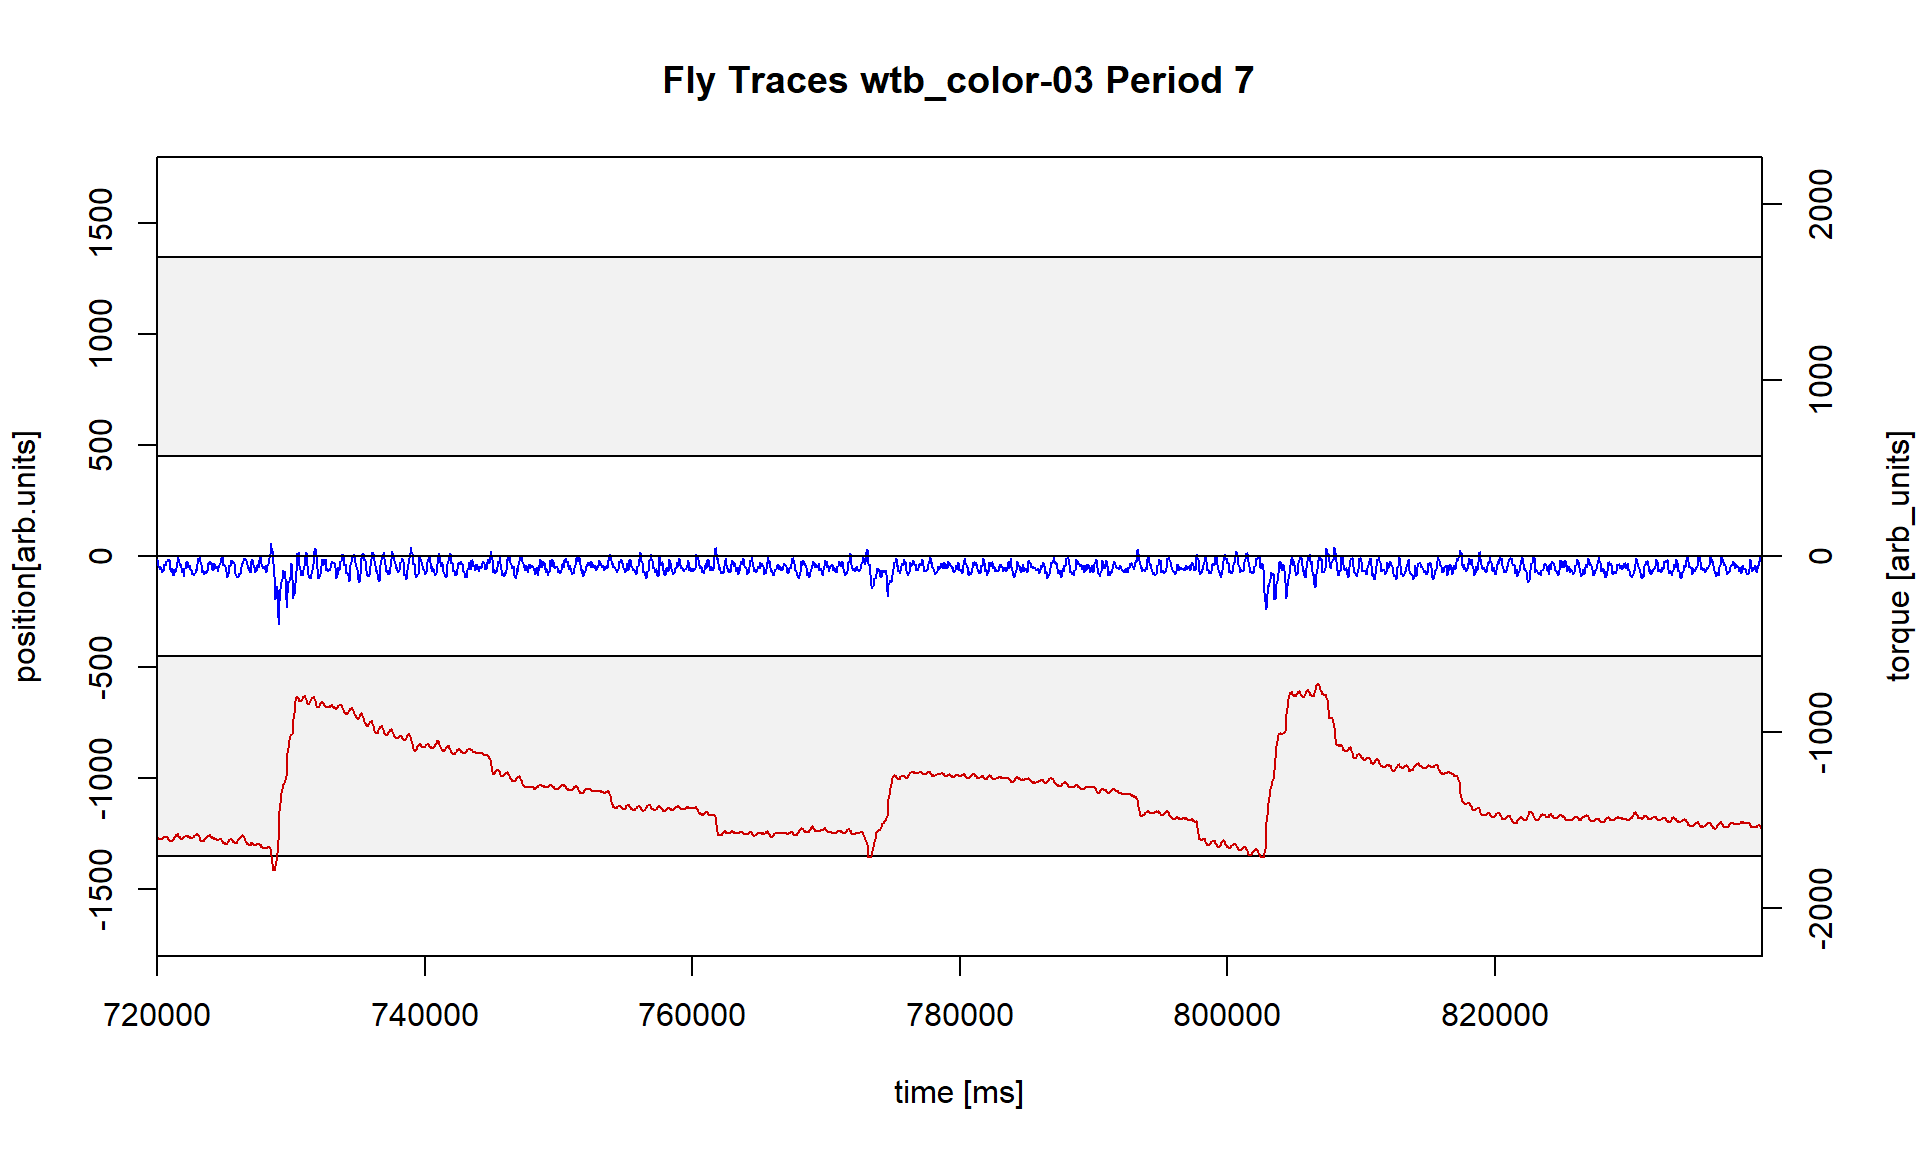 Fly Traces wtb_color-03 Period 7
position[arb.units]
1500
1000
500
0
-500
-1000
-1500
2000
1000
0
-1000
-2000
torque [arb_units]
720000 740000 760000 780000 800000 820000
time [ms]